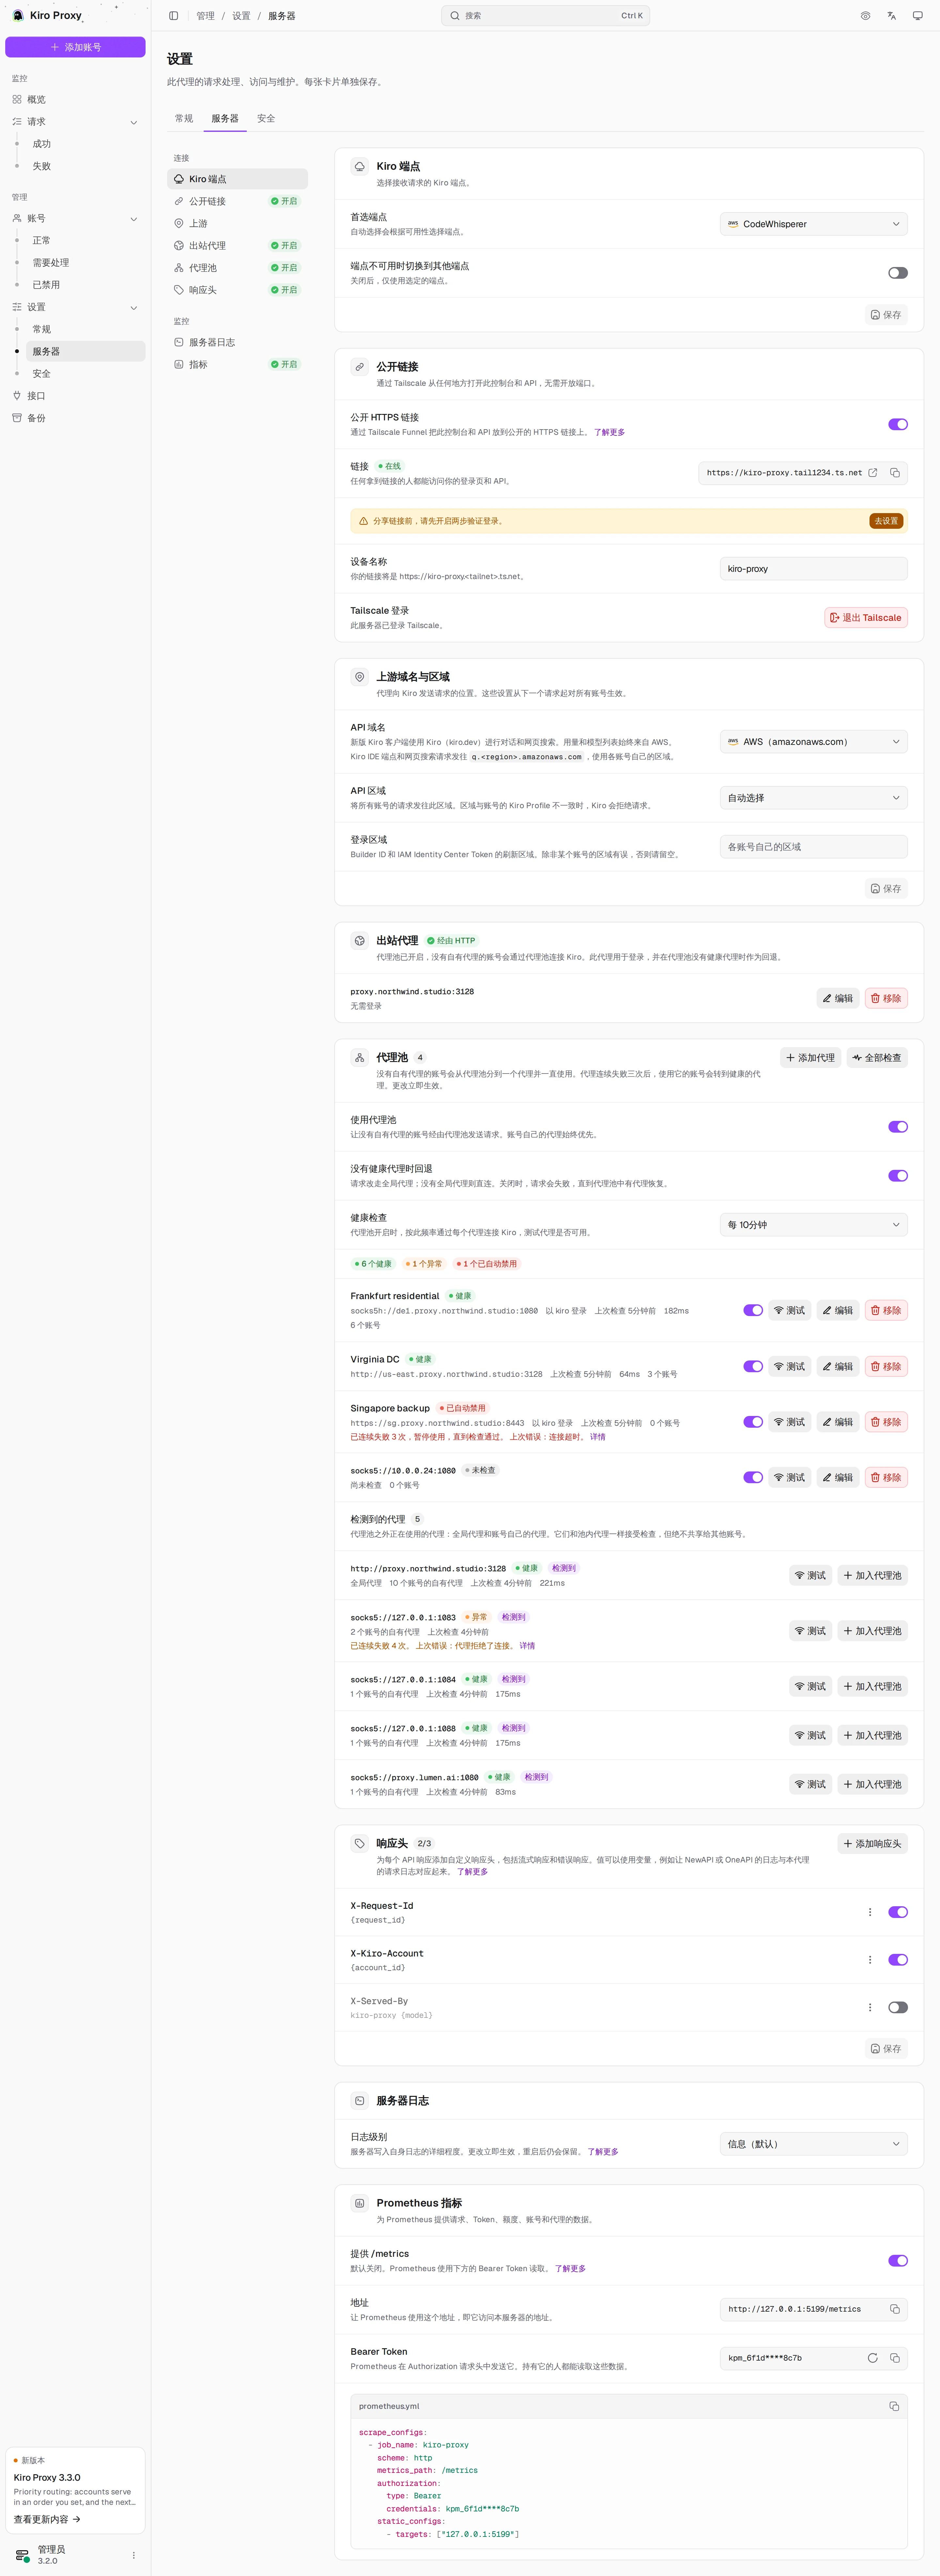 Kiro Proxy
添加账号
监控
概览
请求
成功
失败
管理
账号
正常
需要处理
已禁用
设置
常规
服务器
安全
接口
备份
新版本
Kiro Proxy 3.3.0
Priority routing: accounts serve
in an order you set, and the next...
查看更新内容
管理员
3.2.0
管理 / 设置 / 服务器
搜索 Ctrl K
设置
此代理的请求处理、访问与维护。每张卡片单独保存。
常规 服务器 安全
连接
Kiro 端点
公开链接 开启
上游
出站代理 开启
代理池 开启
响应头 开启
监控
服务器日志
指标 开启
Kiro 端点
选择接收请求的 Kiro 端点。
首选端点
自动选择会根据可用性选择端点。
aws CodeWhisperer
端点不可用时切换到其他端点
关闭后，仅使用选定的端点。
保存
公开链接
通过 Tailscale 从任何地方打开此控制台和 API，无需开放端口。
公开 HTTPS 链接
通过 Tailscale Funnel 把此控制台和 API 放到公开的 HTTPS 链接上。 了解更多
链接 在线
任何拿到链接的人都能访问你的登录页和 API。
https://kiro-proxy.tail1234.ts.net
分享链接前，请先开启两步验证登录。
去设置
设备名称
你的链接将是 https://kiro-proxy.<tailnet>.ts.net。
kiro-proxy
Tailscale 登录
此服务器已登录 Tailscale。
退出 Tailscale
上游域名与区域
代理向 Kiro 发送请求的位置。这些设置从下一个请求起对所有账号生效。
API 域名
新版 Kiro 客户端使用 Kiro（kiro.dev）进行对话和网页搜索。用量和模型列表始终来自 AWS。
Kiro IDE 端点和网页搜索请求发往 q.<region>.amazonaws.com，使用各账号自己的区域。
aws AWS（amazonaws.com）
API 区域
将所有账号的请求发往此区域。区域与账号的 Kiro Profile 不一致时，Kiro 会拒绝请求。
自动选择
登录区域
Builder ID 和 IAM Identity Center Token 的刷新区域。除非某个账号的区域有误，否则请留空。
各账号自己的区域
保存
出站代理 经由 HTTP
代理池已开启，没有自有代理的账号会通过代理池连接 Kiro。此代理用于登录，并在代理池没有健康代理时作为回退。
proxy.northwind.studio:3128
无需登录
编辑 移除
代理池 4
添加代理 全部检查
没有自有代理的账号会从代理池分到一个代理并一直使用。代理连续失败三次后，使用它的账号会转到健康的代
理。更改立即生效。
使用代理池
让没有自有代理的账号经由代理池发送请求。账号自己的代理始终优先。
没有健康代理时回退
请求改走全局代理；没有全局代理则直连。关闭时，请求会失败，直到代理池中有代理恢复。
健康检查
代理池开启时，按此频率通过每个代理连接 Kiro，测试代理是否可用。
每 10分钟
6 个健康 1 个异常 1 个已自动禁用
Frankfurt residential 健康
socks5h://de1.proxy.northwind.studio:1080 以 kiro 登录 上次检查 5分钟前 182ms
6 个账号
测试 编辑 移除
Virginia DC 健康
http://us-east.proxy.northwind.studio:3128 上次检查 5分钟前 64ms 3 个账号
测试 编辑 移除
Singapore backup 已自动禁用
https://sg.proxy.northwind.studio:8443 以 kiro 登录 上次检查 5分钟前 0 个账号
已连续失败 3 次，暂停使用，直到检查通过。 上次错误：连接超时。 详情
测试 编辑 移除
socks5://10.0.0.24:1080 未检查
尚未检查 0 个账号
测试 编辑 移除
检测到的代理 5
代理池之外正在使用的代理：全局代理和账号自己的代理。它们和池内代理一样接受检查，但绝不共享给其他账号。
http://proxy.northwind.studio:3128 健康 检测到
全局代理 10 个账号的自有代理 上次检查 4分钟前 221ms
测试 加入代理池
socks5://127.0.0.1:1083 异常 检测到
2 个账号的自有代理 上次检查 4分钟前
已连续失败 4 次。 上次错误：代理拒绝了连接。 详情
测试 加入代理池
socks5://127.0.0.1:1084 健康 检测到
1 个账号的自有代理 上次检查 4分钟前 175ms
测试 加入代理池
socks5://127.0.0.1:1088 健康 检测到
1 个账号的自有代理 上次检查 4分钟前 175ms
测试 加入代理池
socks5://proxy.lumen.ai:1080 健康 检测到
1 个账号的自有代理 上次检查 4分钟前 83ms
测试 加入代理池
响应头 2/3
添加响应头
为每个 API 响应添加自定义响应头，包括流式响应和错误响应。值可以使用变量，例如让 NewAPI 或 OneAPI 的日志与本代理
的请求日志对应起来。 了解更多
X-Request-Id
{request_id}
X-Kiro-Account
{account_id}
X-Served-By
kiro-proxy {model}
保存
服务器日志
日志级别
服务器写入自身日志的详细程度。更改立即生效，重启后仍会保留。 了解更多
信息（默认）
Prometheus 指标
为 Prometheus 提供请求、Token、额度、账号和代理的数据。
提供 /metrics
默认关闭。Prometheus 使用下方的 Bearer Token 读取。 了解更多
地址
让 Prometheus 使用这个地址，即它访问本服务器的地址。
http://127.0.0.1:5199/metrics
Bearer Token
Prometheus 在 Authorization 请求头中发送它。持有它的人都能读取这些数据。
kpm_6f1d****8c7b
prometheus.yml
scrape_configs:
- job_name: kiro-proxy
scheme: http
metrics_path: /metrics
authorization:
type: Bearer
credentials: kpm_6f1d****8c7b
static_configs:
- targets: ["127.0.0.1:5199"]